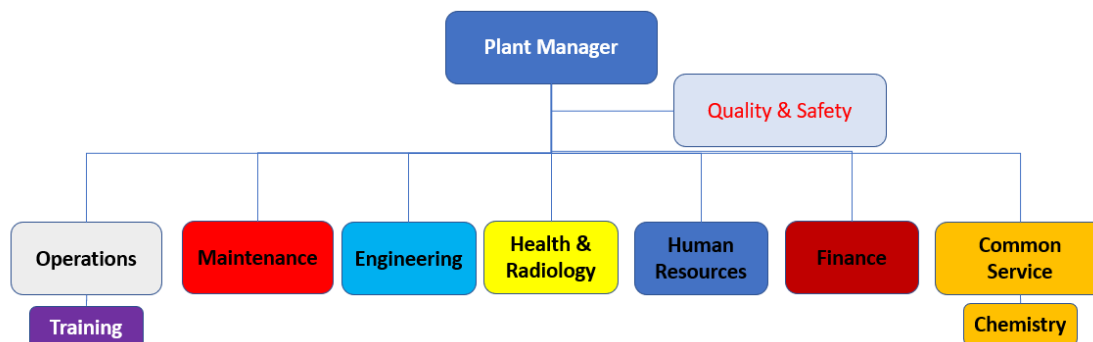 Plant Manager
Quality & Safety
Operations
Maintenance
Engineering
Health &
Radiology
Human
Resources
Finance
Common
Service
Training
Chemistry